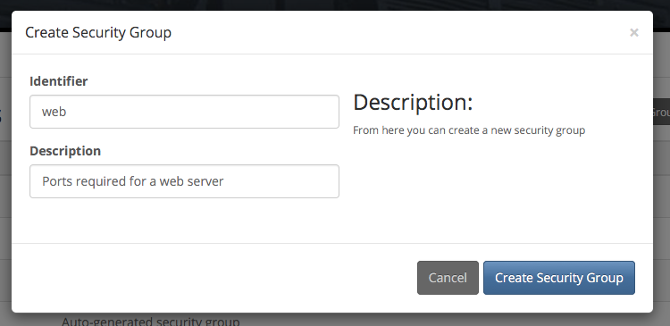 Create Security Group ×
Identifier
web
Description:
From here you can create a new security group
Description
Ports required for a web server
Cancel
Create Security Group
Auto-generated security group